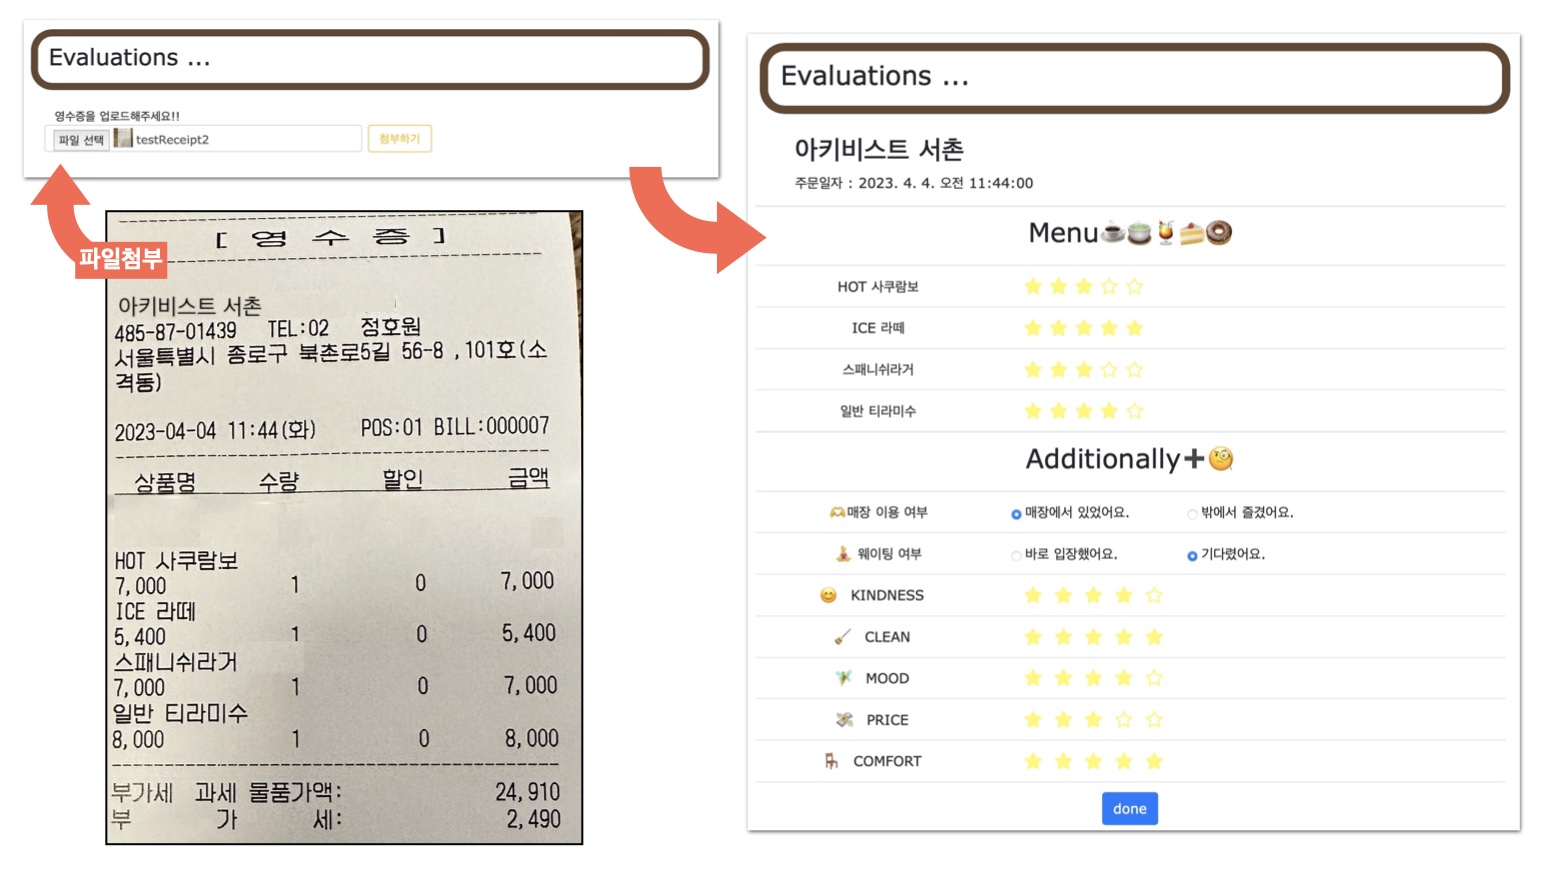 Evaluations ...
영수증을 업로드해주세요!!
파일 선택 testReceipt2 첨부하기
파일첨부
[ 영 수 증 ]
아키비스트 서촌
485-87-01439 TEL:02 정호원
서울특별시 종로구 북촌로5길 56-8 ,101호(소
격동)
2023-04-04 11:44(화) POS:01 BILL:000007
상품명 수량 할인 금액
HOT 사쿠람보
7,000 1 0 7,000
ICE 라떼
5,400 1 0 5,400
스패니쉬라거
7,000 1 0 7,000
일반 티라미수
8,000 1 0 8,000
부가세 과세 물품가액: 24,910
부 가 세: 2,490
Evaluations ...
아키비스트 서촌
주문일자 : 2023. 4. 4. 오전 11:44:00
Menu☕🍵🍹🍰🍩
HOT 사쿠람보
ICE 라떼
스패니쉬라거
일반 티라미수
Additionally➕🧐
🫶매장 이용 여부 매장에서 있었어요. 밖에서 즐겼어요.
🧘 웨이팅 여부 바로 입장했어요. 기다렸어요.
😊 KINDNESS
🧹 CLEAN
🧚 MOOD
💸 PRICE
🪑 COMFORT
done